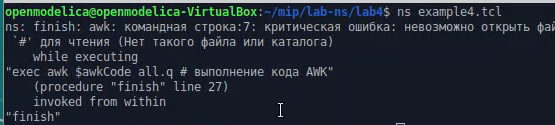 openmodelica@openmodelica-VirtualBox:~/mip/lab-ns/lab4$ ns example4.tcl
ns: finish: awk: командная строка:7: критическая ошибка: невозможно открыть фай
`#' для чтения (Нет такого файла или каталога)
while executing
"exec awk $awkCode all.q # выполнение кода AWK"
(procedure "finish" line 27)
invoked from within
"finish"